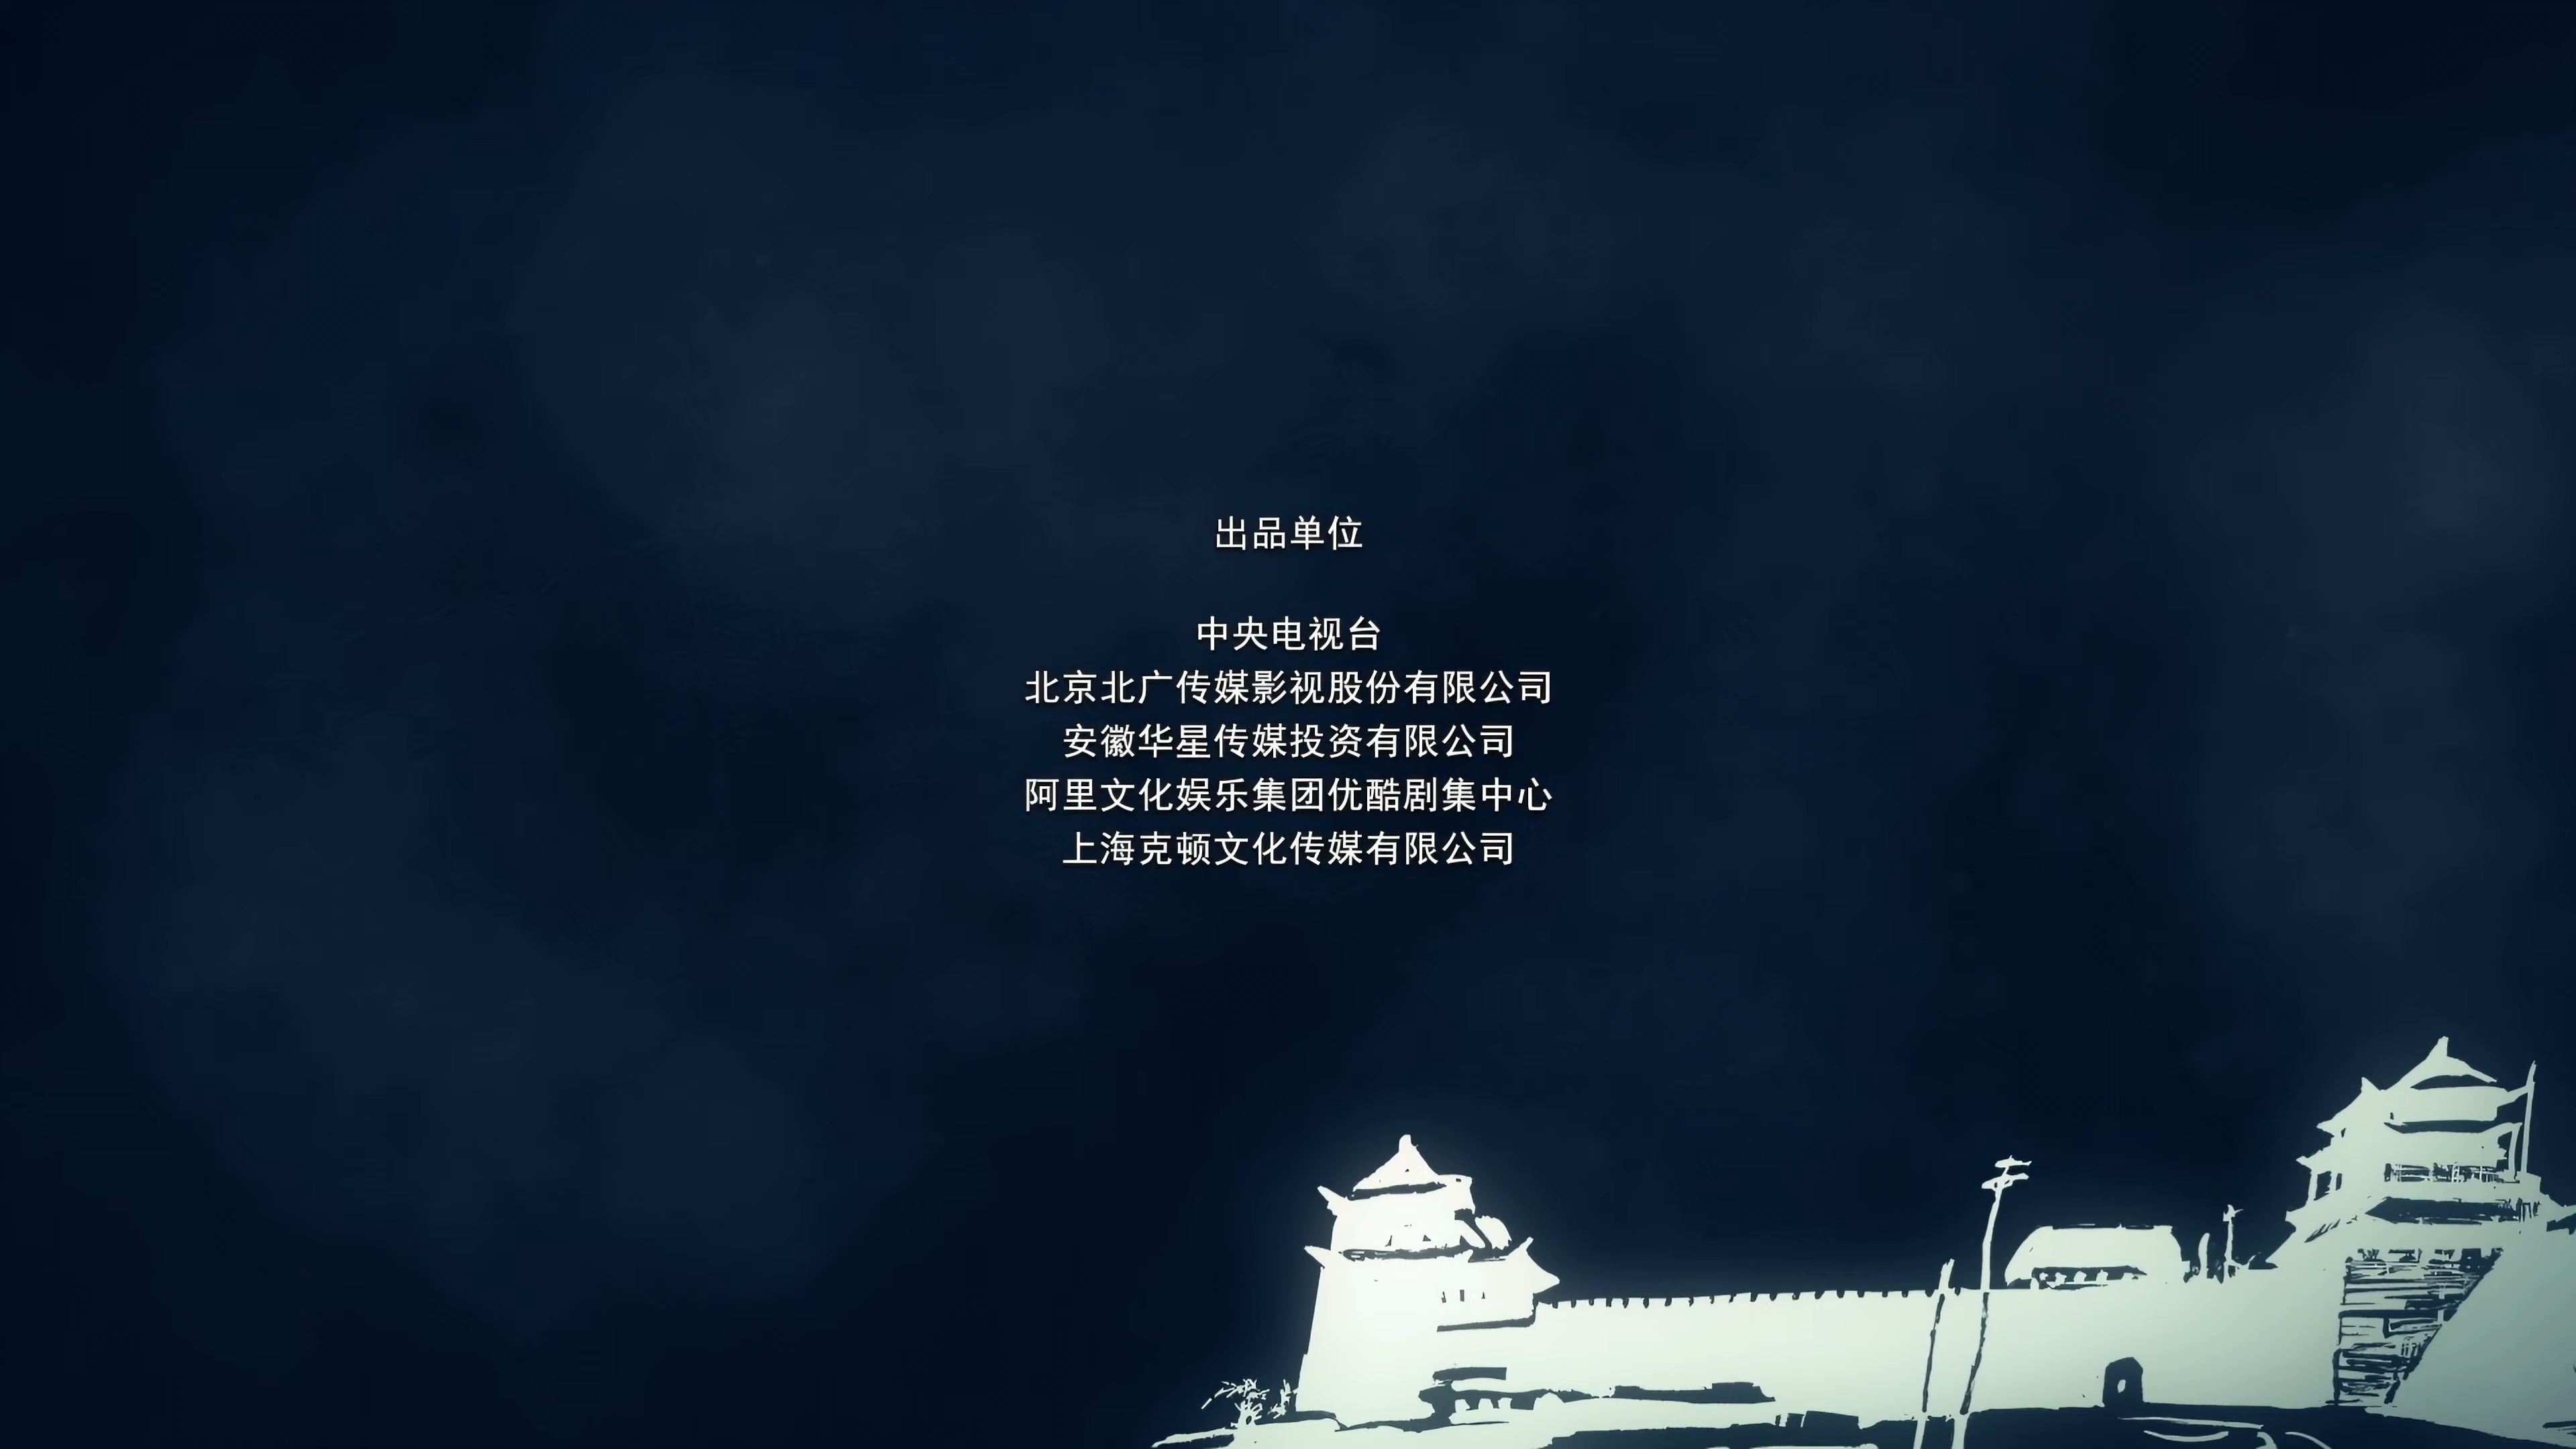 出品单位
中央电视台
北京北广传媒影视股份有限公司
安徽华星传媒投资有限公司
阿里文化娱乐集团优酷剧集中心
上海克顿文化传媒有限公司